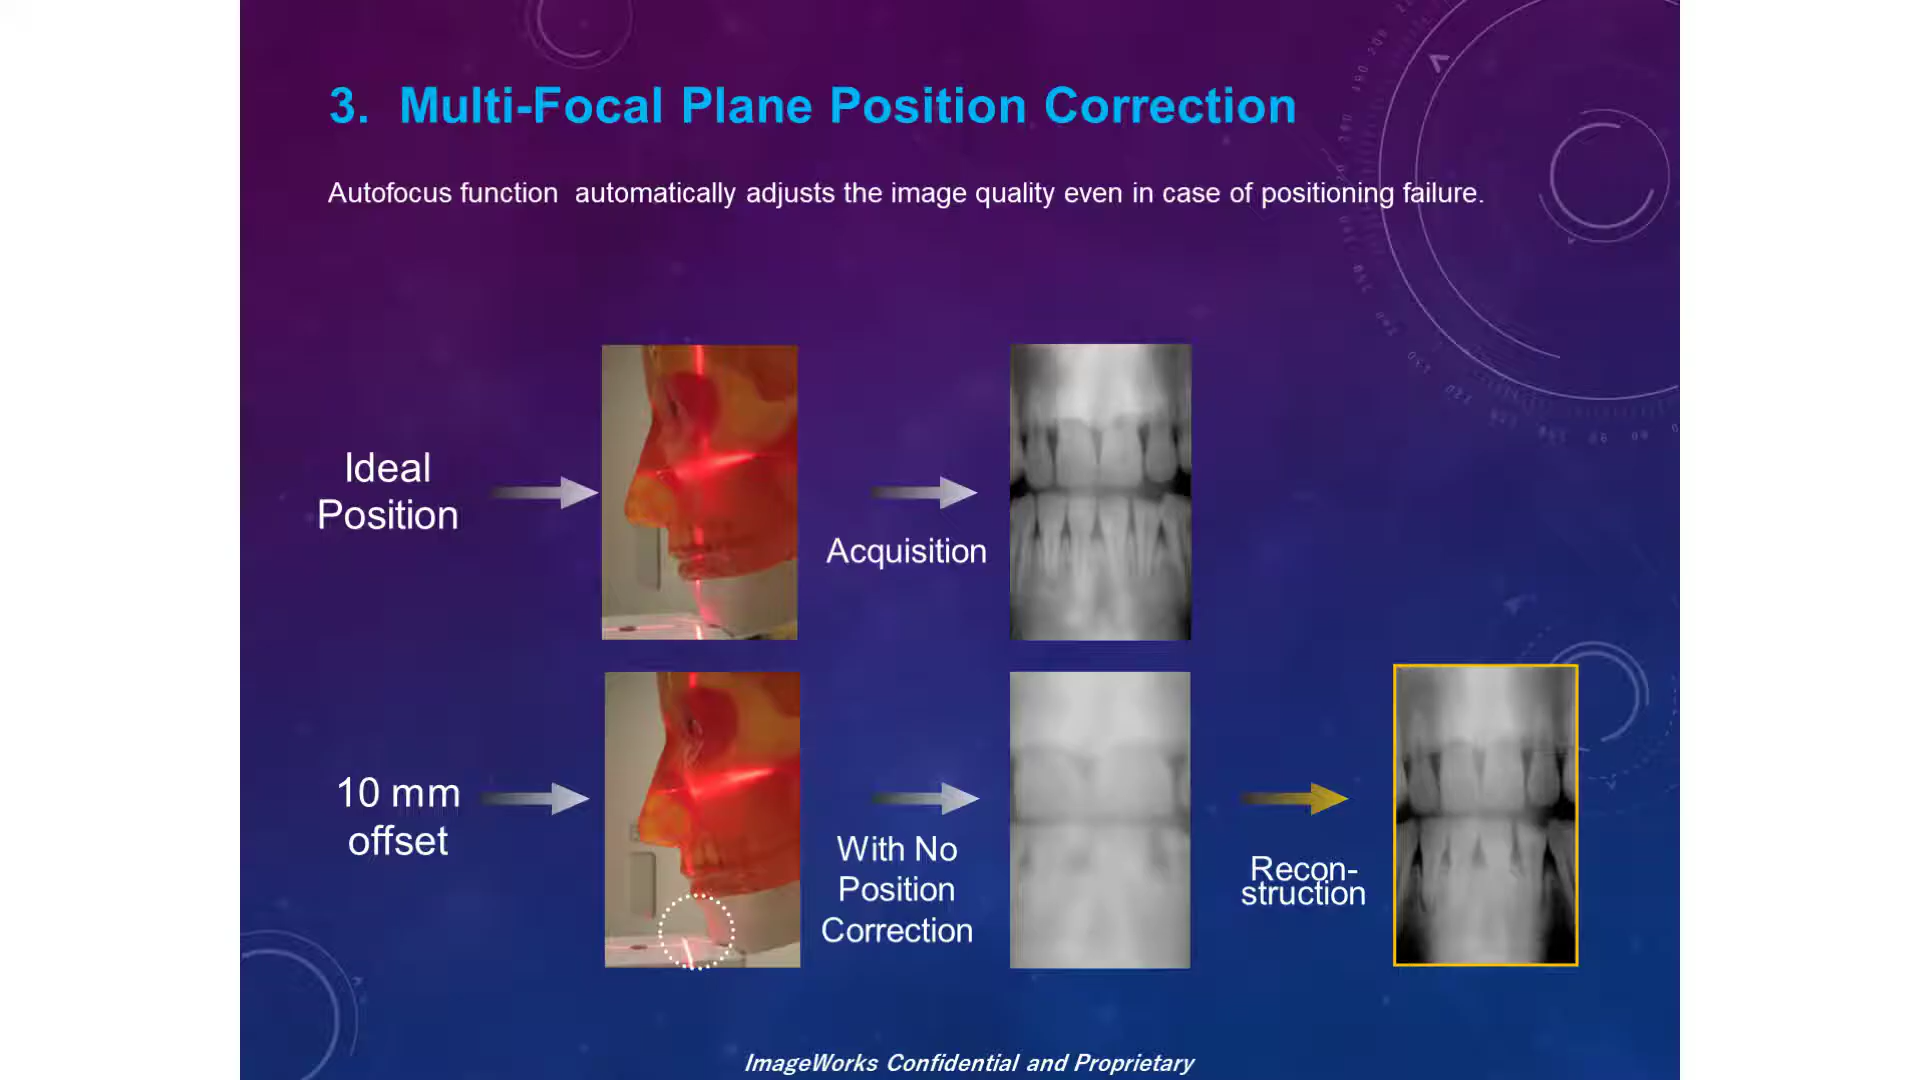 3. Multi-Focal Plane Position Correction
Autofocus function automatically adjusts the image quality even in case of positioning failure.
Ideal
Position
Acquisition
10 mm
offset
With No
Position
Correction
Recon-
struction
ImageWorks Confidential and Proprietary